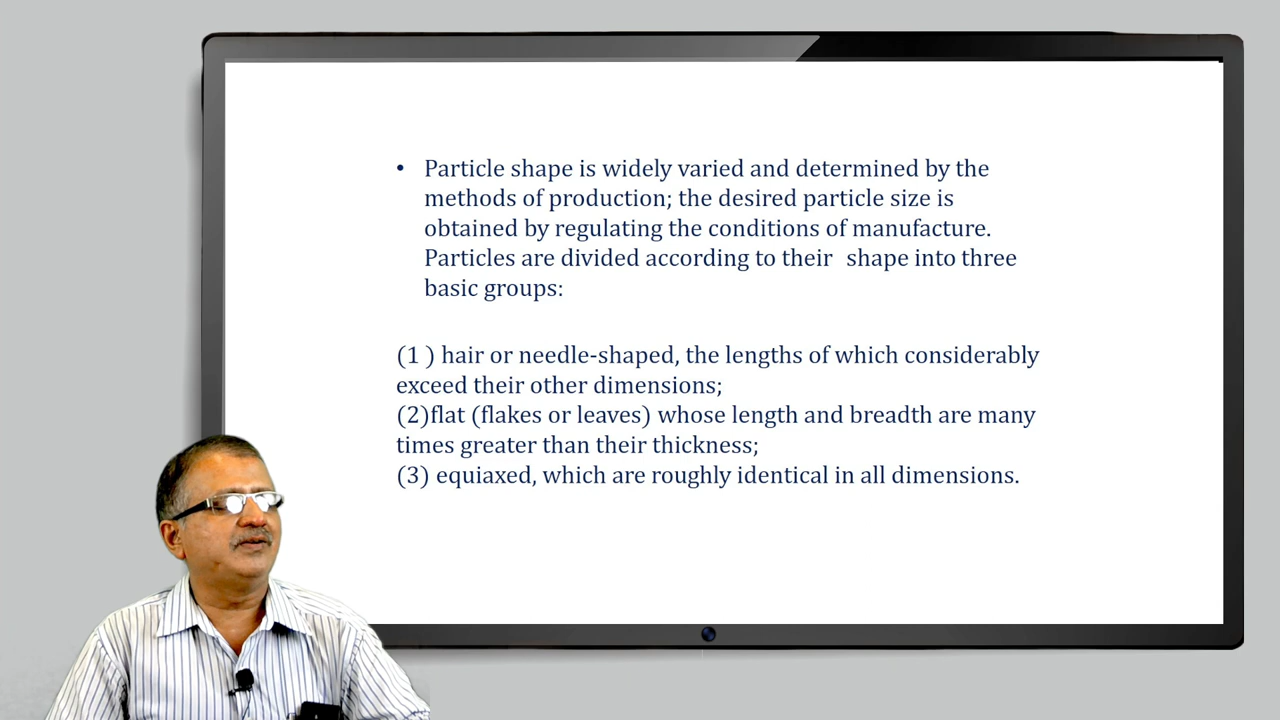 • Particle shape is widely varied and determined by the
methods of production; the desired particle size is
obtained by regulating the conditions of manufacture.
Particles are divided according to their shape into three
basic groups:
(1 ) hair or needle-shaped, the lengths of which considerably
exceed their other dimensions;
(2)flat (flakes or leaves) whose length and breadth are many
times greater than their thickness;
(3) equiaxed, which are roughly identical in all dimensions.